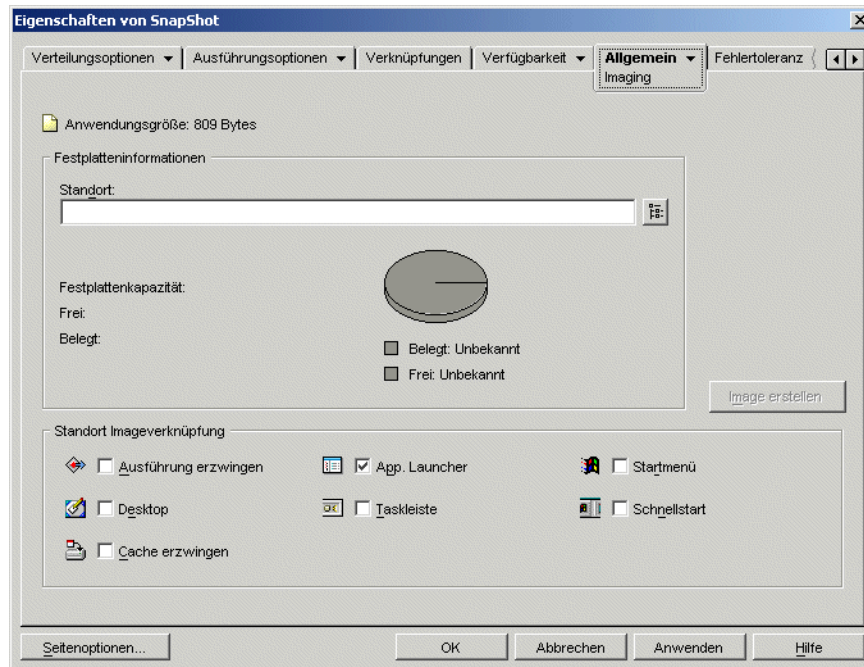 Eigenschaften von SnapShot
Verteilungsoptionen Ausführungsoptionen Verknüpfungen Verfügbarkeit Allgemein Fehlertoleranz
Imaging
Anwendungsgröße: 809 Bytes
Festplatteninformationen
Standort:
Festplattenkapazität:
Frei:
Belegt:
Belegt: Unbekannt
Frei: Unbekannt
Image erstellen
Standort Imageverknüpfung
Ausführung erzwingen App. Launcher Startmenü
Desktop Taskleiste Schnellstart
Cache erzwingen
Seitenoptionen... OK Abbrechen Anwenden Hilfe